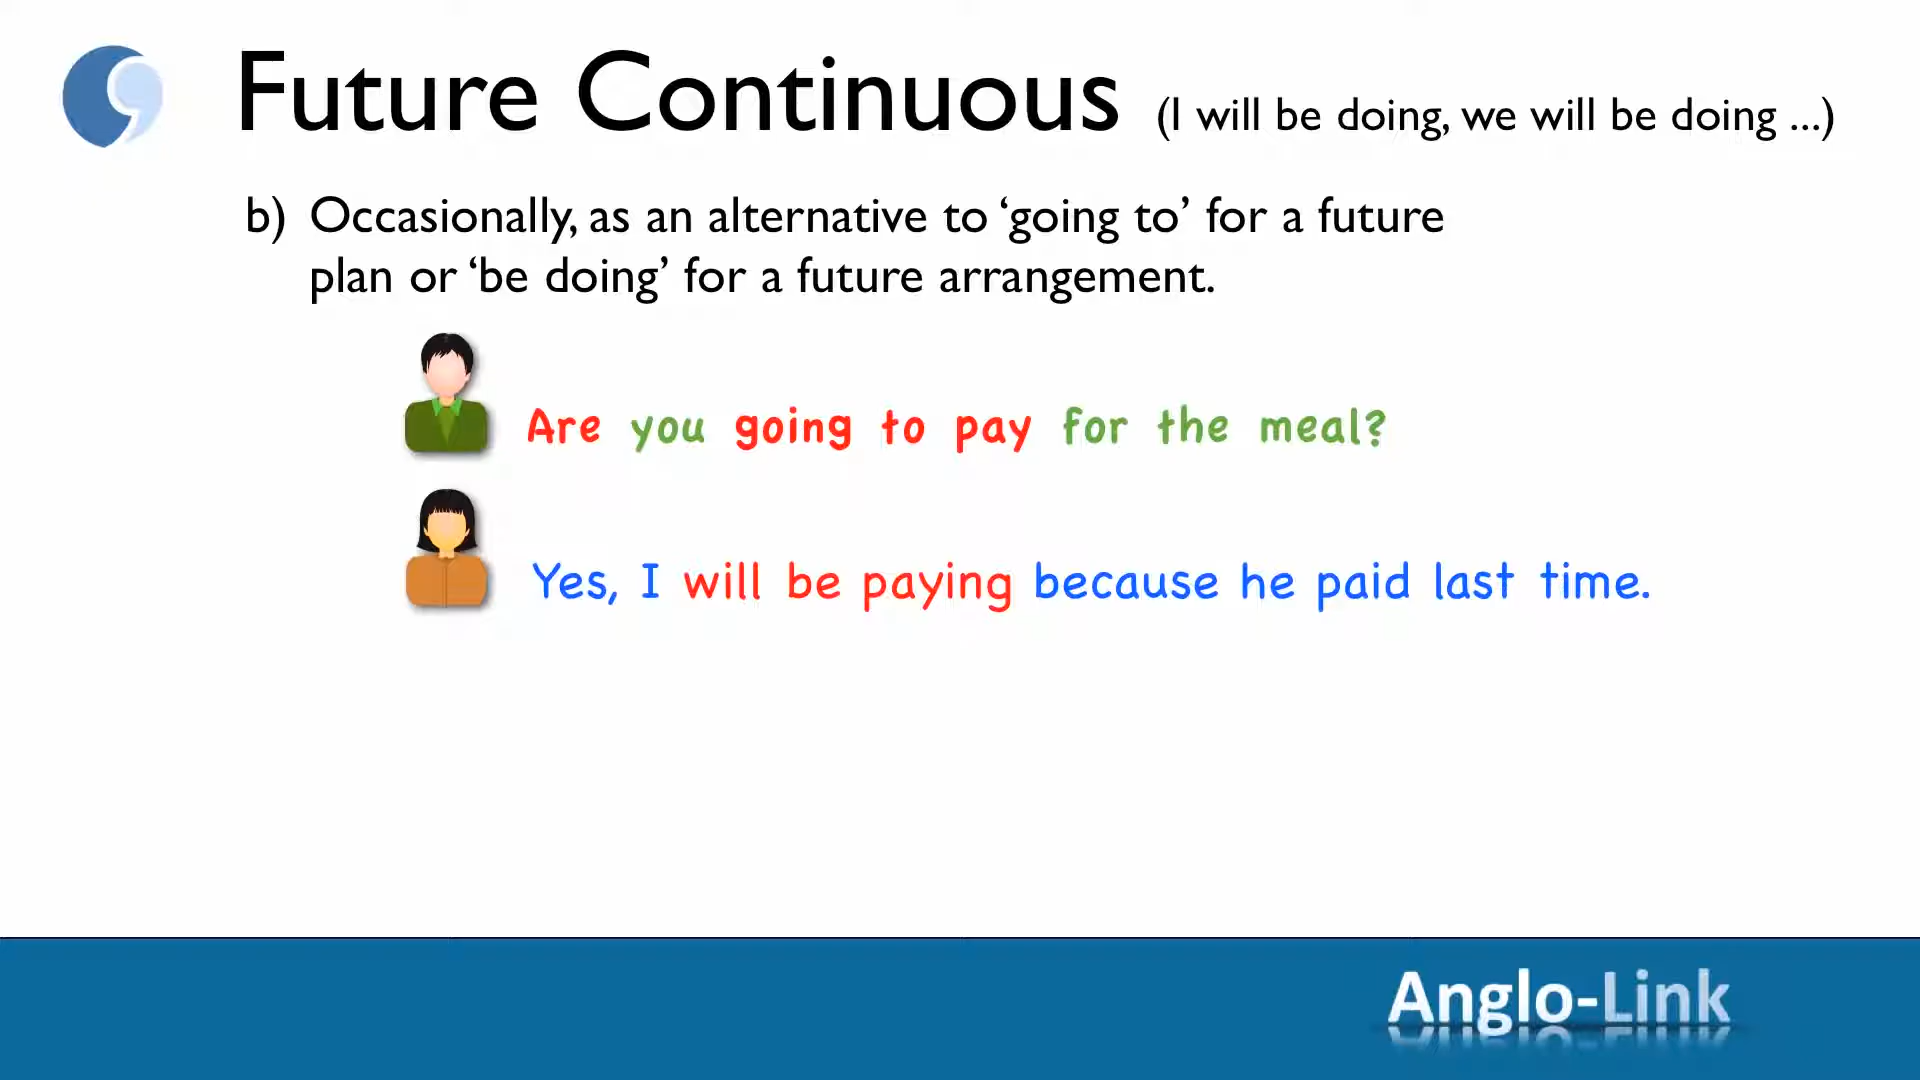 Future Continuous (I will be doing, we will be doing ...)
b) Occasionally, as an alternative to ‘going to’ for a future
plan or ‘be doing’ for a future arrangement.
Are you going to pay for the meal?
Yes, I will be paying because he paid last time.
Anglo-Link